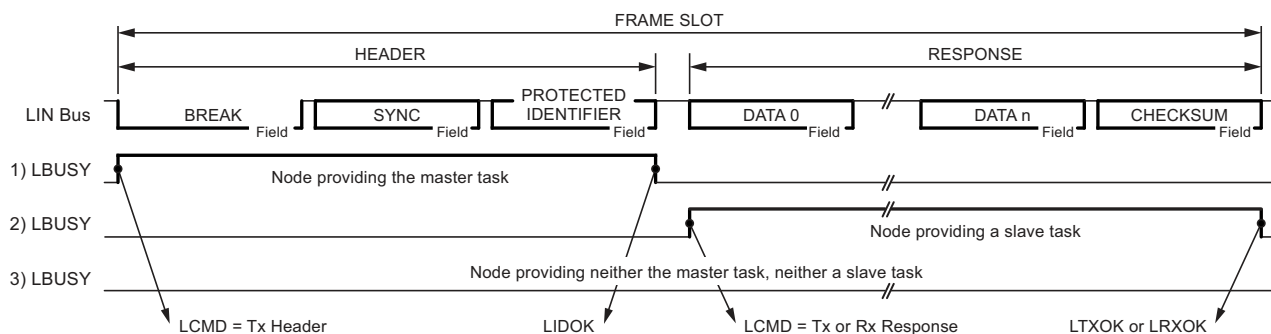 FRAME SLOT
HEADER
RESPONSE
LIN Bus
BREAK
Field
SYNC
Field
PROTECTED
IDENTIFIER
Field
DATA 0
Field
DATA n
Field
CHECKSUM
Field
1) LBUSY
Node providing the master task
2) LBUSY
Node providing a slave task
3) LBUSY
Node providing neither the master task, neither a slave task
LCMD = Tx Header
LIDOK
LCMD = Tx or Rx Response
LTXOK or LRXOK